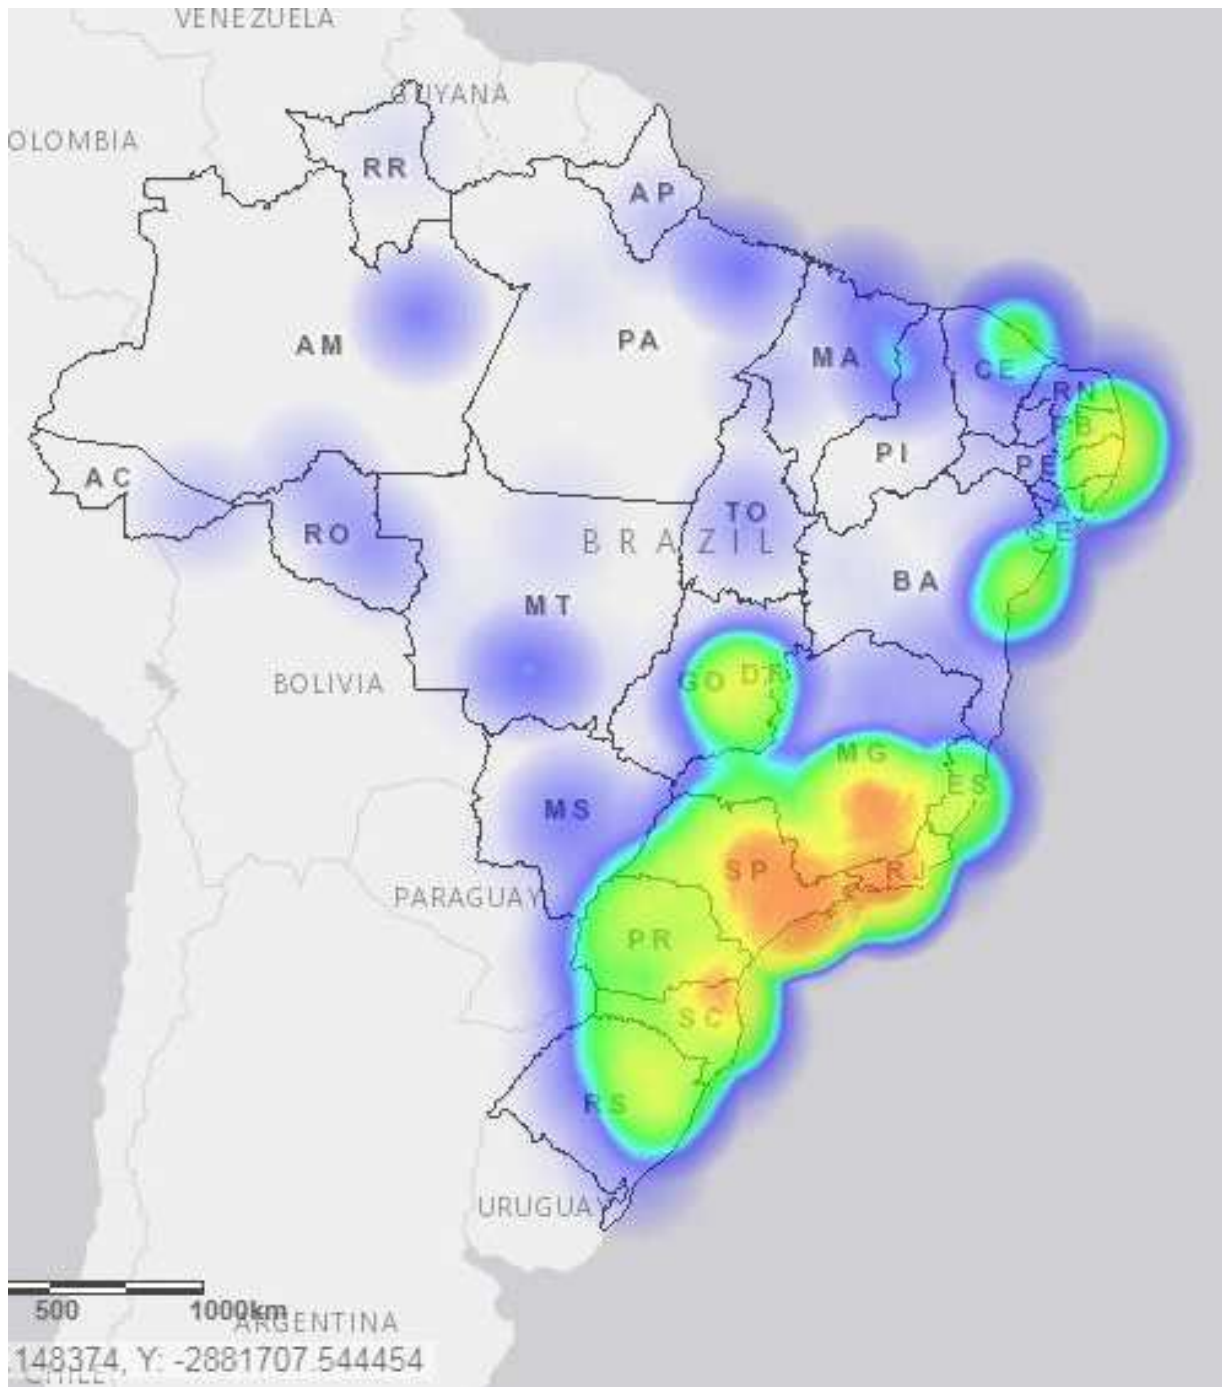 VENEZUELA
GUYANA
OLOMBIA
RR
AP
AM
PA
MA
CE
RN
PB
PI
PE
AC
TO
SE
RO
BRAZIL
BA
MT
BOLIVIA
GO
DF
MG
ES
MS
SP
R
PARAGUAY
PR
SC
RS
URUGUAY
500
1000km
ARGENTINA
.148374, Y: -2881707.544454
CHILE